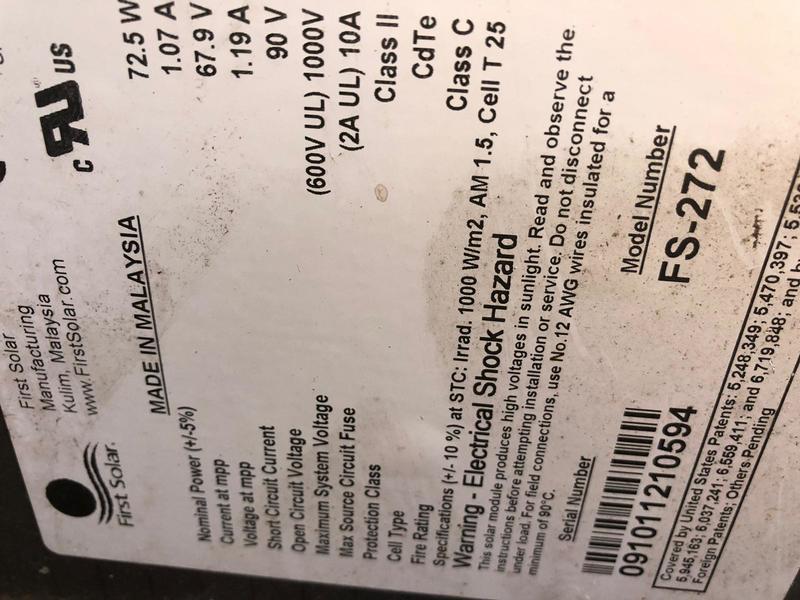 First Solar.
First Solar
Manufacturing
Kulim, Malaysia
www.FirstSolar.com
C RU US
MADE IN MALAYSIA
Nominal Power (+/-5%) 72.5 W
Current at mpp 1.07 A
Voltage at mpp 67.9 V
Short Circuit Current 1.19 A
Open Circuit Voltage 90 V
Maximum System Voltage (600V UL) 1000V
Max Source Circuit Fuse (2A UL) 10A
Protection Class Class II
Cell Type CdTe
Fire Rating Class C
Specifications (+/- 10 %) at STC: Irrad. 1000 W/m2, AM 1.5, Cell T 25
Warning - Electrical Shock Hazard
This solar module produces high voltages in sunlight. Read and observe the
instructions before attempting installation or service. Do not disconnect
under load. For field connections, use No.12 AWG wires insulated for a
minimum of 90°C.
Serial Number
091011210594
Model Number
FS-272
Covered by United States Patents: 5,248,349; 5,470,397; 5,
5,945,163; 6,037,241; 6,559,411; and 6,719,848; and
Foreign Patents; Others Pending